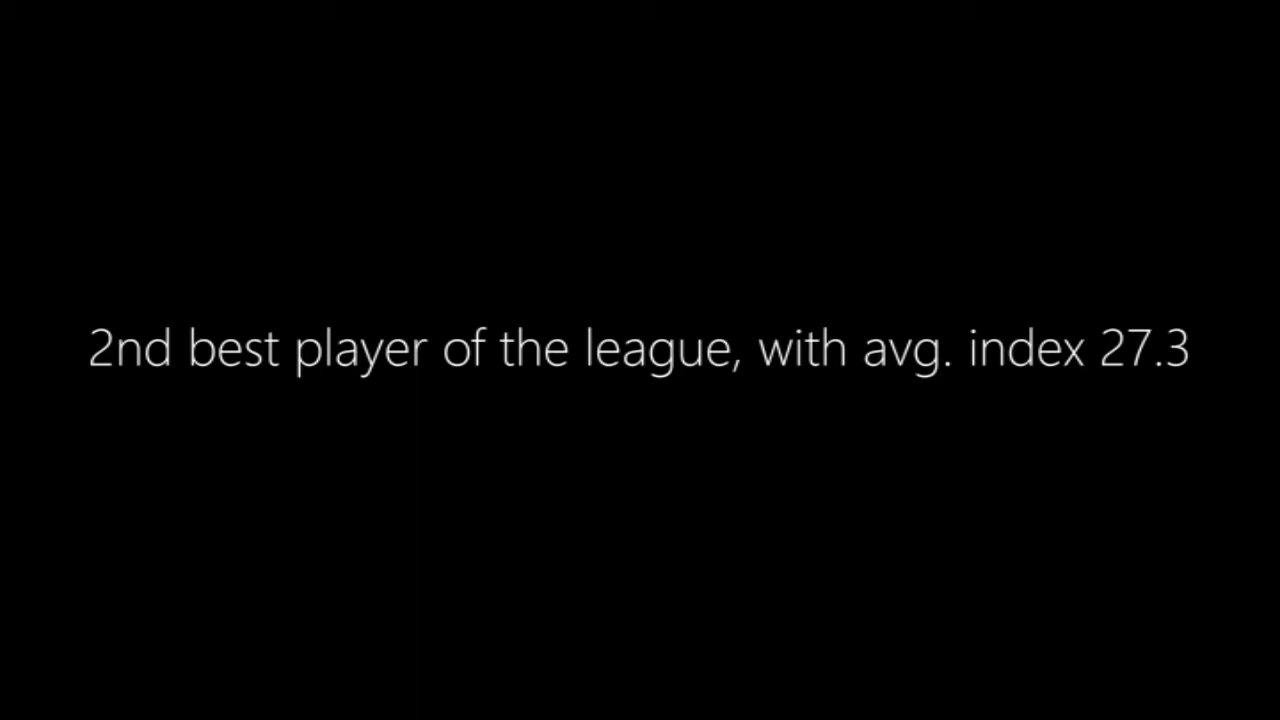 2nd best player of the league, with avg. index 27.3